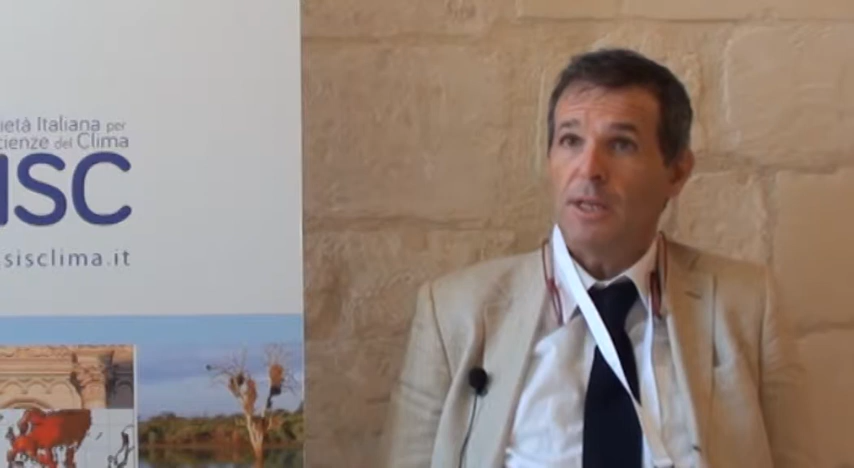 ietà Italiana per
cienze del Clima
ISC
sisclima.it